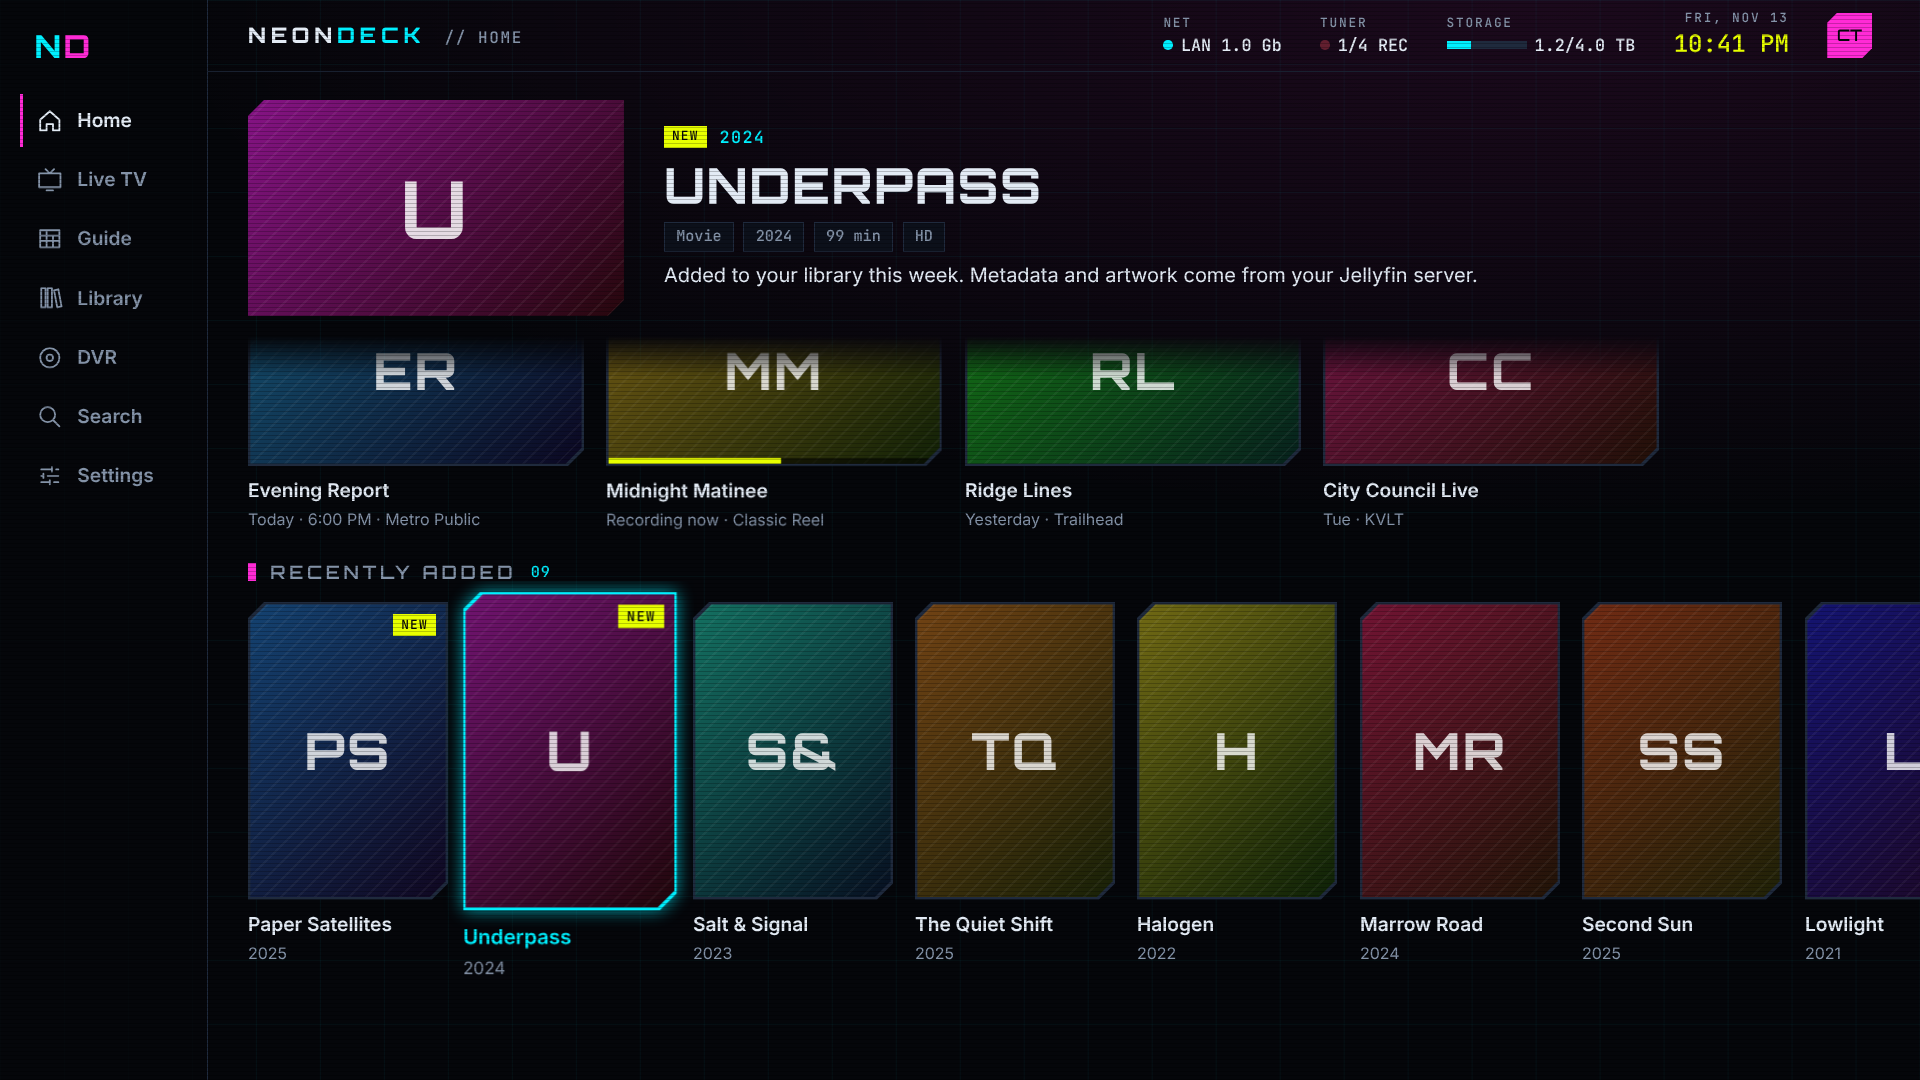 ND
Home
Live TV
Guide
Library
DVR
Search
Settings
NEONDECK // HOME
NET
LAN 1.0 Gb
TUNER
1/4 REC
STORAGE
1.2/4.0 TB
FRI, NOV 13
10:41 PM
CT
U
NEW 2024
UNDERPASS
Movie 2024 99 min HD
Added to your library this week. Metadata and artwork come from your Jellyfin server.
ER
Evening Report
Today · 6:00 PM · Metro Public
MM
Midnight Matinee
Recording now · Classic Reel
RL
Ridge Lines
Yesterday · Trailhead
CC
City Council Live
Tue · KVLT
RECENTLY ADDED 09
NEW
PS
Paper Satellites
2025
NEW
U
Underpass
2024
S&
Salt & Signal
2023
TQ
The Quiet Shift
2025
H
Halogen
2022
MR
Marrow Road
2024
SS
Second Sun
2025
L
Lowlight
2021